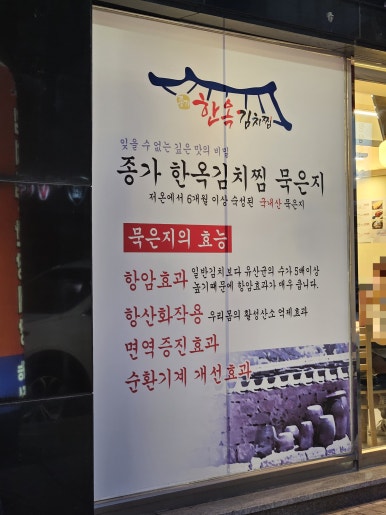 한옥 김치찜
잊을 수 없는 깊은 맛의 비밀
종가 한옥김치찜 묵은지
저온에서 6개월 이상 숙성된 국내산 묵은지
묵은지의 효능
항암효과 일반김치보다 유산균의 수가 5배이상
높기때문에 항암효과가 매우 큽니다.
항산화작용 우리몸의 활성산소 억제효과
면역증진효과
순환기계 개선효과